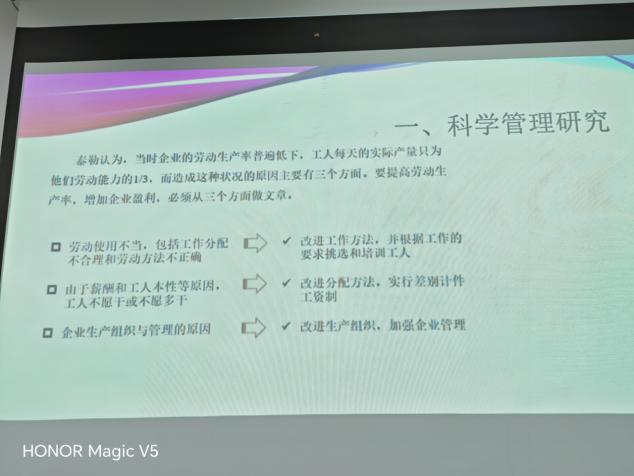 一、科学管理研究
泰勒认为，当时企业的劳动生产率普遍低下，工人每天的实际产量只为
他们劳动能力的1/3，而造成这种状况的原因主要有三个方面。要提高劳动生
产率，增加企业盈利，必须从三个方面做文章。
劳动使用不当，包括工作分配
不合理和劳动方法不正确
改进工作方法，并根据工作的
要求挑选和培训工人
由于薪酬和工人本性等原因，
工人不愿干或不愿多干
改进分配方法，实行差别计件
工资制
企业生产组织与管理的原因
改进生产组织、加强企业管理
HONOR Magic V5